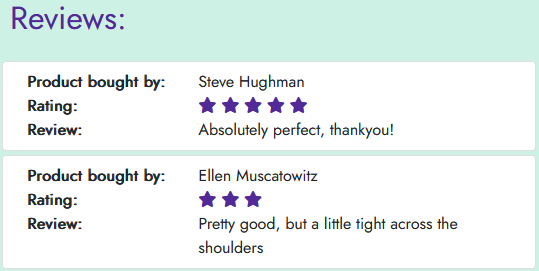 Reviews:
Product bought by: Steve Hughman
Rating:
Review: Absolutely perfect, thankyou!
Product bought by: Ellen Muscatowitz
Rating:
Review: Pretty good, but a little tight across the
shoulders